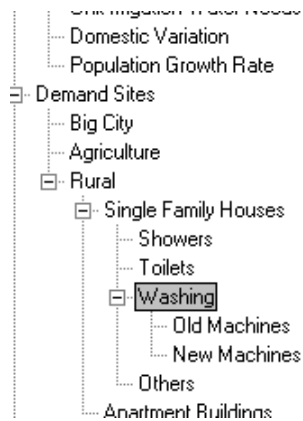 Domestic Variation
Population Growth Rate
Demand Sites
Big City
Agriculture
Rural
Single Family Houses
Showers
Toilets
Washing
Old Machines
New Machines
Others
Apartment Buildings